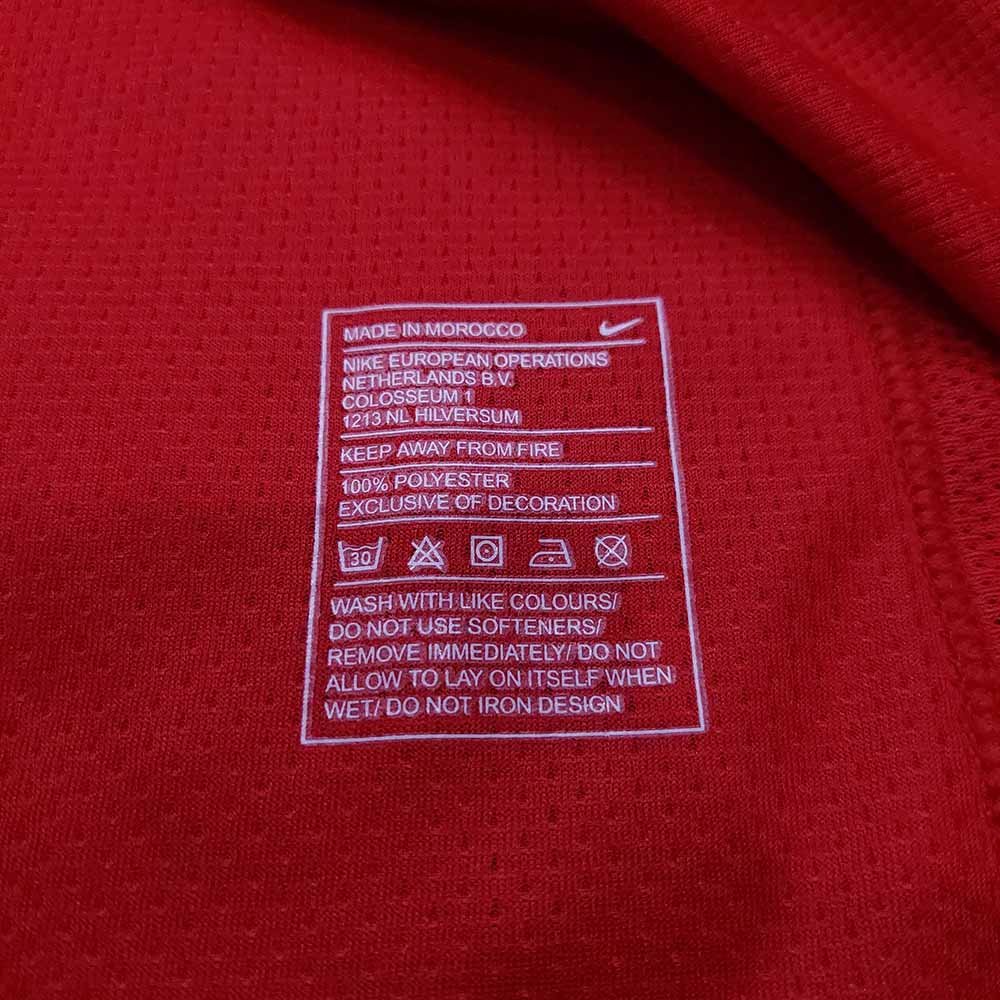 MADE IN MOROCCO
NIKE EUROPEAN OPERATIONS
NETHERLANDS B.V.
COLOSSEUM 1
1213 NL HILVERSUM
KEEP AWAY FROM FIRE
100% POLYESTER
EXCLUSIVE OF DECORATION
30
WASH WITH LIKE COLOURS/
DO NOT USE SOFTENERS/
REMOVE IMMEDIATELY/ DO NOT
ALLOW TO LAY ON ITSELF WHEN
WET/ DO NOT IRON DESIGN